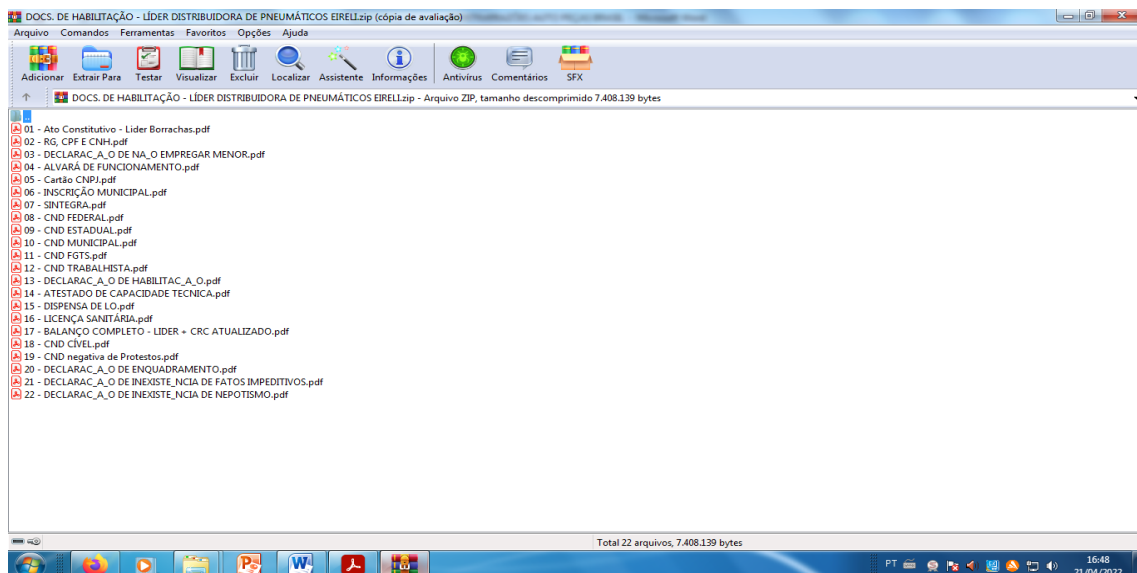 DOCS. DE HABILITAÇÃO - LÍDER DISTRIBUIDORA DE PNEUMÁTICOS EIRELI.zip (cópia de avaliação)
Arquivo Comandos Ferramentas Favoritos Opções Ajuda
Adicionar Extrair Para Testar Visualizar Excluir Localizar Assistente Informações Antivírus Comentários SFX
DOCS. DE HABILITAÇÃO - LÍDER DISTRIBUIDORA DE PNEUMÁTICOS EIRELI.zip - Arquivo ZIP, tamanho descomprimido 7.408.139 bytes
..
01 - Ato Constitutivo - Lider Borrachas.pdf
02 - RG, CPF E CNH.pdf
03 - DECLARAC_A_O DE NA_O EMPREGAR MENOR.pdf
04 - ALVARÁ DE FUNCIONAMENTO.pdf
05 - Cartão CNPJ.pdf
06 - INSCRIÇÃO MUNICIPAL.pdf
07 - SINTEGRA.pdf
08 - CND FEDERAL.pdf
09 - CND ESTADUAL.pdf
10 - CND MUNICIPAL.pdf
11 - CND FGTS.pdf
12 - CND TRABALHISTA.pdf
13 - DECLARAC_A_O DE HABILITAC_A_O.pdf
14 - ATESTADO DE CAPACIDADE TECNICA.pdf
15 - DISPENSA DE LO.pdf
16 - LICENÇA SANITÁRIA.pdf
17 - BALANÇO COMPLETO - LIDER + CRC ATUALIZADO.pdf
18 - CND CÍVEL.pdf
19 - CND negativa de Protestos.pdf
20 - DECLARAC_A_O DE ENQUADRAMENTO.pdf
21 - DECLARAC_A_O DE INEXISTE_NCIA DE FATOS IMPEDITIVOS.pdf
22 - DECLARAC_A_O DE INEXISTE_NCIA DE NEPOTISMO.pdf
Total 22 arquivos, 7.408.139 bytes
PT 16:48
21/04/2022